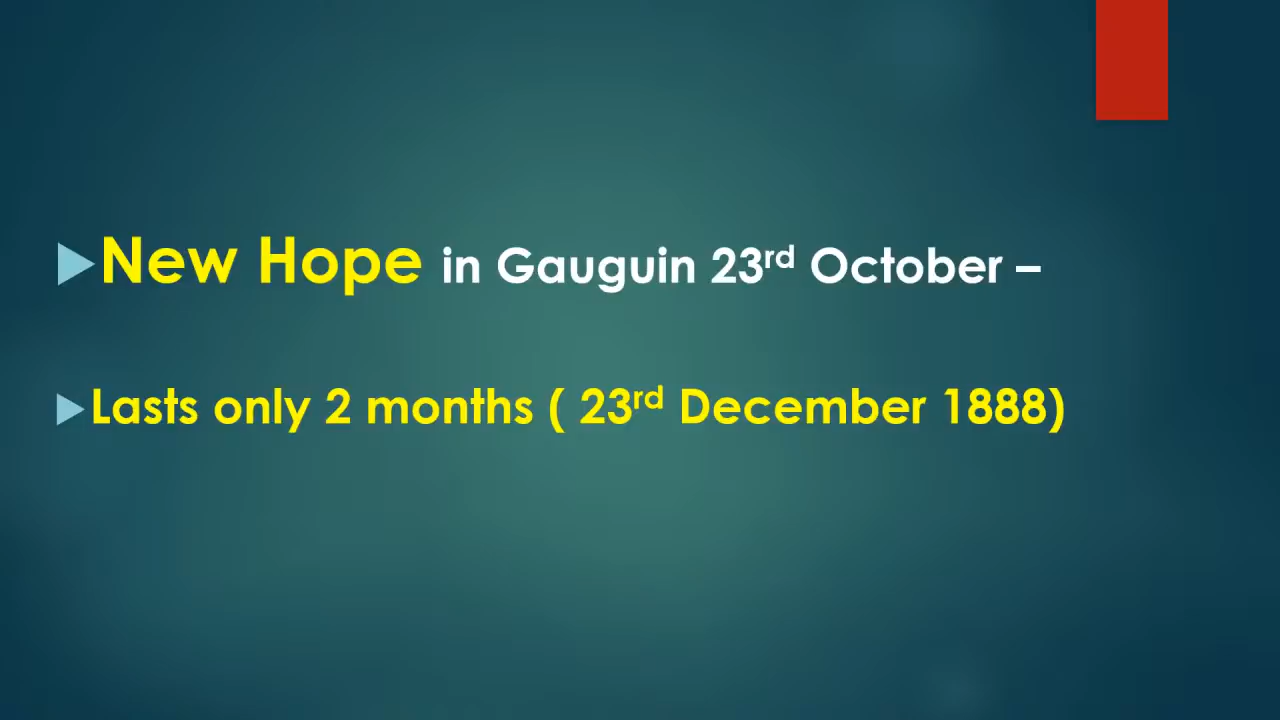 New Hope in Gauguin 23rd October –
Lasts only 2 months ( 23rd December 1888)